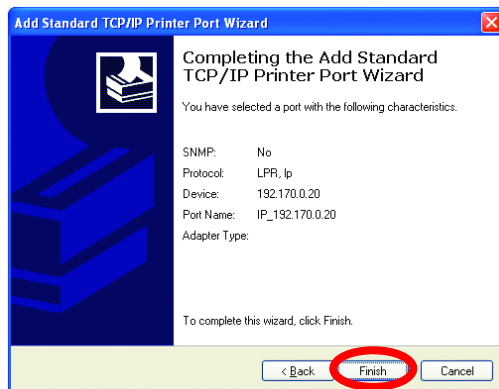 Add Standard TCP/IP Printer Port Wizard
Completing the Add Standard
TCP/IP Printer Port Wizard
You have selected a port with the following characteristics.
SNMP: No
Protocol: LPR, lp
Device: 192.170.0.20
Port Name: IP_192.170.0.20
Adapter Type:
To complete this wizard, click Finish.
< Back Finish Cancel